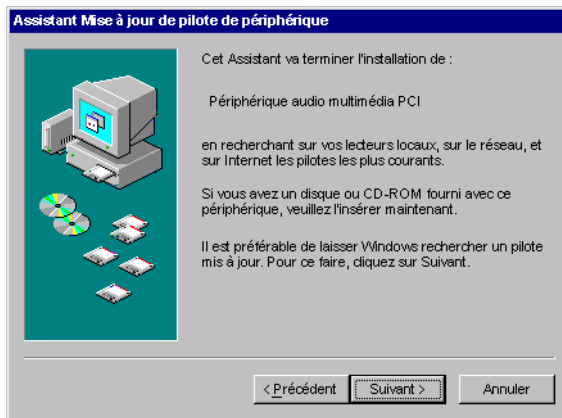 Assistant Mise à jour de pilote de périphérique
Cet Assistant va terminer l'installation de :
Périphérique audio multimédia PCI
en recherchant sur vos lecteurs locaux, sur le réseau, et
sur Internet les pilotes les plus courants.
Si vous avez un disque ou CD-ROM fourni avec ce
périphérique, veuillez l'insérer maintenant.
Il est préférable de laisser Windows rechercher un pilote
mis à jour. Pour ce faire, cliquez sur Suivant.
< Précédent
Suivant >
Annuler